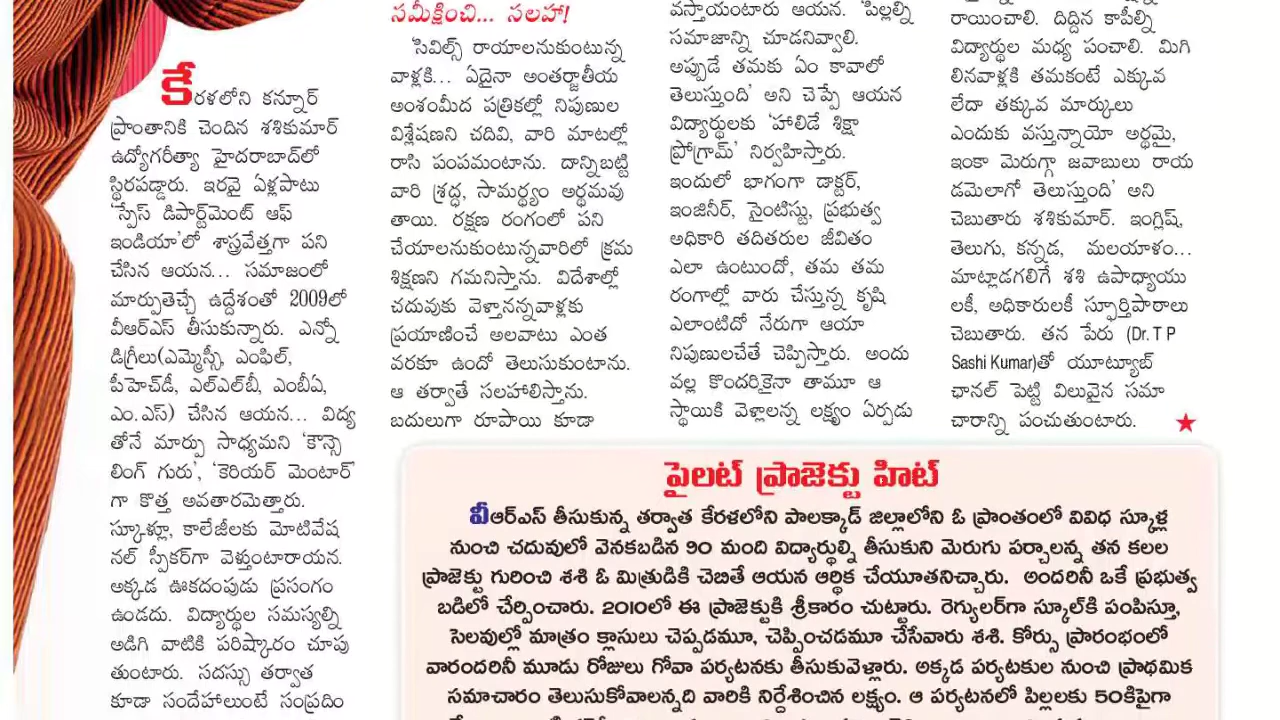 కేరళలోని కన్నూర్
ప్రాంతానికి చెందిన శశికుమార్
ఉద్యోగరీత్యా హైదరాబాద్‌లో
స్థిరపడ్డారు. ఇరవై ఏళ్లపాటు
‘స్పేస్ డిపార్ట్‌మెంట్ ఆఫ్
ఇండియా’లో శాస్త్రవేత్తగా పని
చేసిన ఆయన... సమాజంలో
మార్పుతెచ్చే ఉద్దేశంతో 2009లో
వీఆర్‌ఎస్ తీసుకున్నారు. ఎన్నో
డిగ్రీలు(ఎమ్మెస్సీ, ఎంఫిల్,
పీహెచ్‌డీ, ఎల్‌ఎల్‌బీ, ఎంబీఏ,
ఎం.ఎస్) చేసిన ఆయన... విద్య
తోనే మార్పు సాధ్యమని ‘కౌన్సె
లింగ్ గురు’, ‘కెరియర్ మెంటార్’
గా కొత్త అవతారమెత్తారు.
స్కూళ్లూ, కాలేజీలకు మోటివేష
నల్ స్పీకర్‌గా వెళ్తుంటారాయన.
అక్కడ ఊకదంపుడు ప్రసంగం
ఉండదు. విద్యార్థుల సమస్యల్ని
అడిగి వాటికి పరిష్కారం చూపు
తుంటారు. సదస్సు తర్వాత
కూడా సందేహాలుంటే సంప్రదిం
సమీక్షించి... సలహా!
‘సివిల్స్ రాయాలనుకుంటున్న
వాళ్లకి... ఏదైనా అంతర్జాతీయ
అంశంమీద పత్రికల్లో నిపుణుల
విశ్లేషణని చదివి, వారి మాటల్లో
రాసి పంపమంటాను. దాన్నిబట్టి
వారి శ్రద్ధ, సామర్థ్యం అర్థమవు
తాయి. రక్షణ రంగంలో పని
చేయాలనుకుంటున్నవారిలో క్రమ
శిక్షణని గమనిస్తాను. విదేశాల్లో
చదువుకు వెళ్తానన్నవాళ్లకు
ప్రయాణించే అలవాటు ఎంత
వరకూ ఉందో తెలుసుకుంటాను.
ఆ తర్వాతే సలహాలిస్తాను.
బదులుగా రూపాయి కూడా
వస్తాయంటారు ఆయన. ‘పిల్లల్ని
సమాజాన్ని చూడనివ్వాలి.
అప్పుడే తమకు ఏం కావాలో
తెలుస్తుంది’ అని చెప్పే ఆయన
విద్యార్థులకు ‘హాలిడే శిక్షా
ప్రోగ్రామ్’ నిర్వహిస్తారు.
ఇందులో భాగంగా డాక్టర్,
ఇంజినీర్, సైంటిస్టు, ప్రభుత్వ
అధికారి తదితరుల జీవితం
ఎలా ఉంటుందో, తమ తమ
రంగాల్లో వారు చేస్తున్న కృషి
ఎలాంటిదో నేరుగా ఆయా
నిపుణులచేతే చెప్పిస్తారు. అందు
వల్ల కొందరికైనా తామూ ఆ
స్థాయికి వెళ్లాలన్న లక్ష్యం ఏర్పడు
రాయించాలి. దిద్దిన కాపీల్ని
విద్యార్థుల మధ్య పంచాలి. మిగి
లినవాళ్లకి తమకంటే ఎక్కువ
లేదా తక్కువ మార్కులు
ఎందుకు వస్తున్నాయో అర్థమై,
ఇంకా మెరుగ్గా జవాబులు రాయ
డమెలాగో తెలుస్తుంది’ అని
చెబుతారు శశికుమార్. ఇంగ్లిష్,
తెలుగు, కన్నడ, మలయాళం...
మాట్లాడగలిగే శశి ఉపాధ్యాయు
లకీ, అధికారులకీ స్ఫూర్తిపాఠాలు
చెబుతారు. తన పేరు (Dr. T P
Sashi Kumar)తో యూట్యూబ్
ఛానల్ పెట్టి విలువైన సమా
చారాన్ని పంచుతుంటారు.
పైలట్ ప్రాజెక్టు హిట్
వీఆర్‌ఎస్ తీసుకున్న తర్వాత కేరళలోని పాలక్కాడ్ జిల్లాలోని ఓ ప్రాంతంలో వివిధ స్కూళ్ల
నుంచి చదువులో వెనకబడిన 90 మంది విద్యార్థుల్ని తీసుకుని మెరుగు పర్చాలన్న తన కలల
ప్రాజెక్టు గురించి శశి ఓ మిత్రుడికి చెబితే ఆయన ఆర్థిక చేయూతనిచ్చారు. అందరినీ ఒకే ప్రభుత్వ
బడిలో చేర్పించారు. 2010లో ఈ ప్రాజెక్టుకి శ్రీకారం చుట్టారు. రెగ్యులర్‌గా స్కూల్‌కి పంపిస్తూ,
సెలవుల్లో మాత్రం క్లాసులు చెప్పడమూ, చెప్పించడమూ చేసేవారు శశి. కోర్సు ప్రారంభంలో
వారందరినీ మూడు రోజులు గోవా పర్యటనకు తీసుకువెళ్లారు. అక్కడ పర్యటకుల నుంచి ప్రాథమిక
సమాచారం తెలుసుకోవాలన్నది వారికి నిర్దేశించిన లక్ష్యం. ఆ పర్యటనలో పిల్లలకు 50కిపైగా